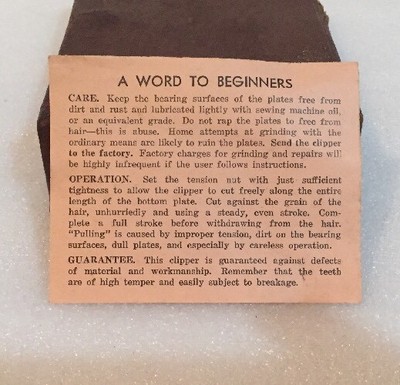 A WORD TO BEGINNERS
CARE. Keep the bearing surfaces of the plates free from
dirt and rust and lubricated lightly with sewing machine oil,
or an equivalent grade. Do not rap the plates to free from
hair—this is abuse. Home attempts at grinding with the
ordinary means are likely to ruin the plates. Send the clipper
to the factory. Factory charges for grinding and repairs will
be highly infrequent if the user follows instructions.
OPERATION. Set the tension nut with just sufficient
tightness to allow the clipper to cut freely along the entire
length of the bottom plate. Cut against the grain of the
hair, unhurriedly and using a steady, even stroke. Com-
plete a full stroke before withdrawing from the hair.
"Pulling" is caused by improper tension, dirt on the bearing
surfaces, dull plates, and especially by careless operation.
GUARANTEE. This clipper is guaranteed against defects
of material and workmanship. Remember that the teeth
are of high temper and easily subject to breakage.